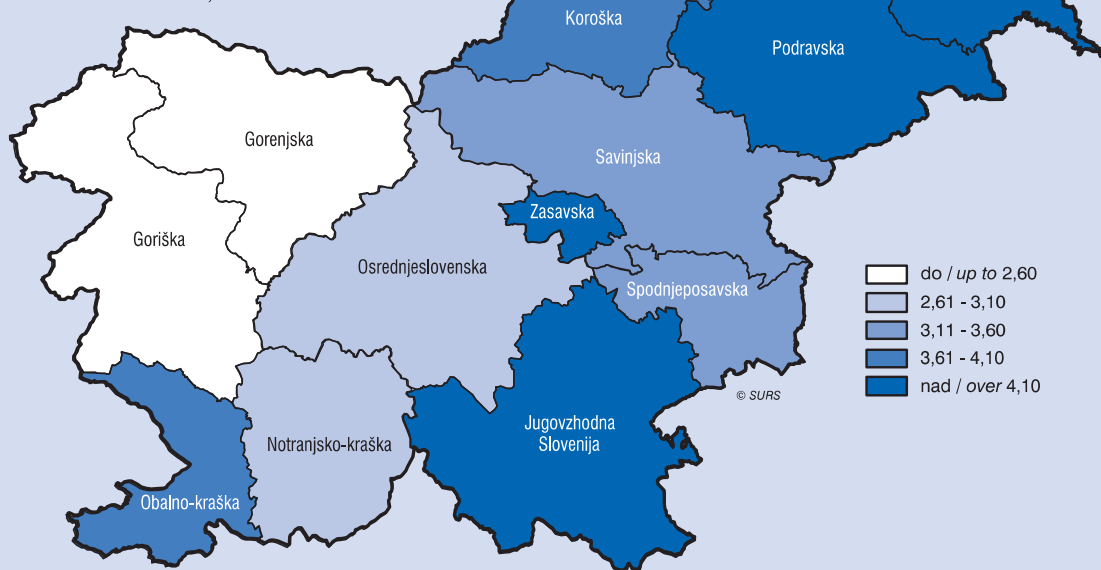 Koroška
Podravska
Gorenjska
Savinjska
Zasavska
Goriška
Osrednjeslovenska
Spodnjeposavska
do / up to 2,60
2,61 - 3,10
3,11 - 3,60
3,61 - 4,10
nad / over 4,10
© SURS
Jugovzhodna
Slovenija
Notranjsko-kraška
Obalno-kraška